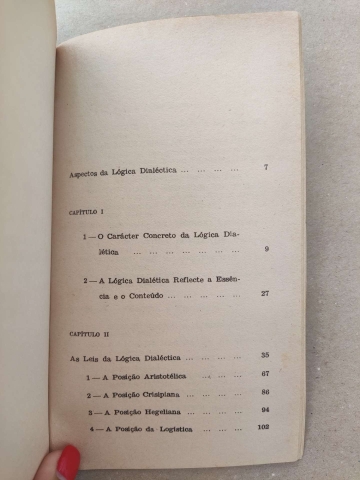 Aspectos da Lógica Dialéctica ... ... ... ... 7
CAPÍTULO I
1 — O Carácter Concreto da Lógica Dia-
lética ... ... ... ... ... ... ... 9
2 — A Lógica Dialética Reflecte a Essên-
cia e o Conteúdo ... ... ... ... 27
CAPÍTULO II
As Leis da Lógica Dialéctica ... ... ... ... 35
1 — A Posição Aristotélica ... ... ... 67
2 — A Posição Crisipiana ... ... ... 86
3 — A Posição Hegeliana ... ... ... 94
4 — A Posição da Logística ... ... ... 102